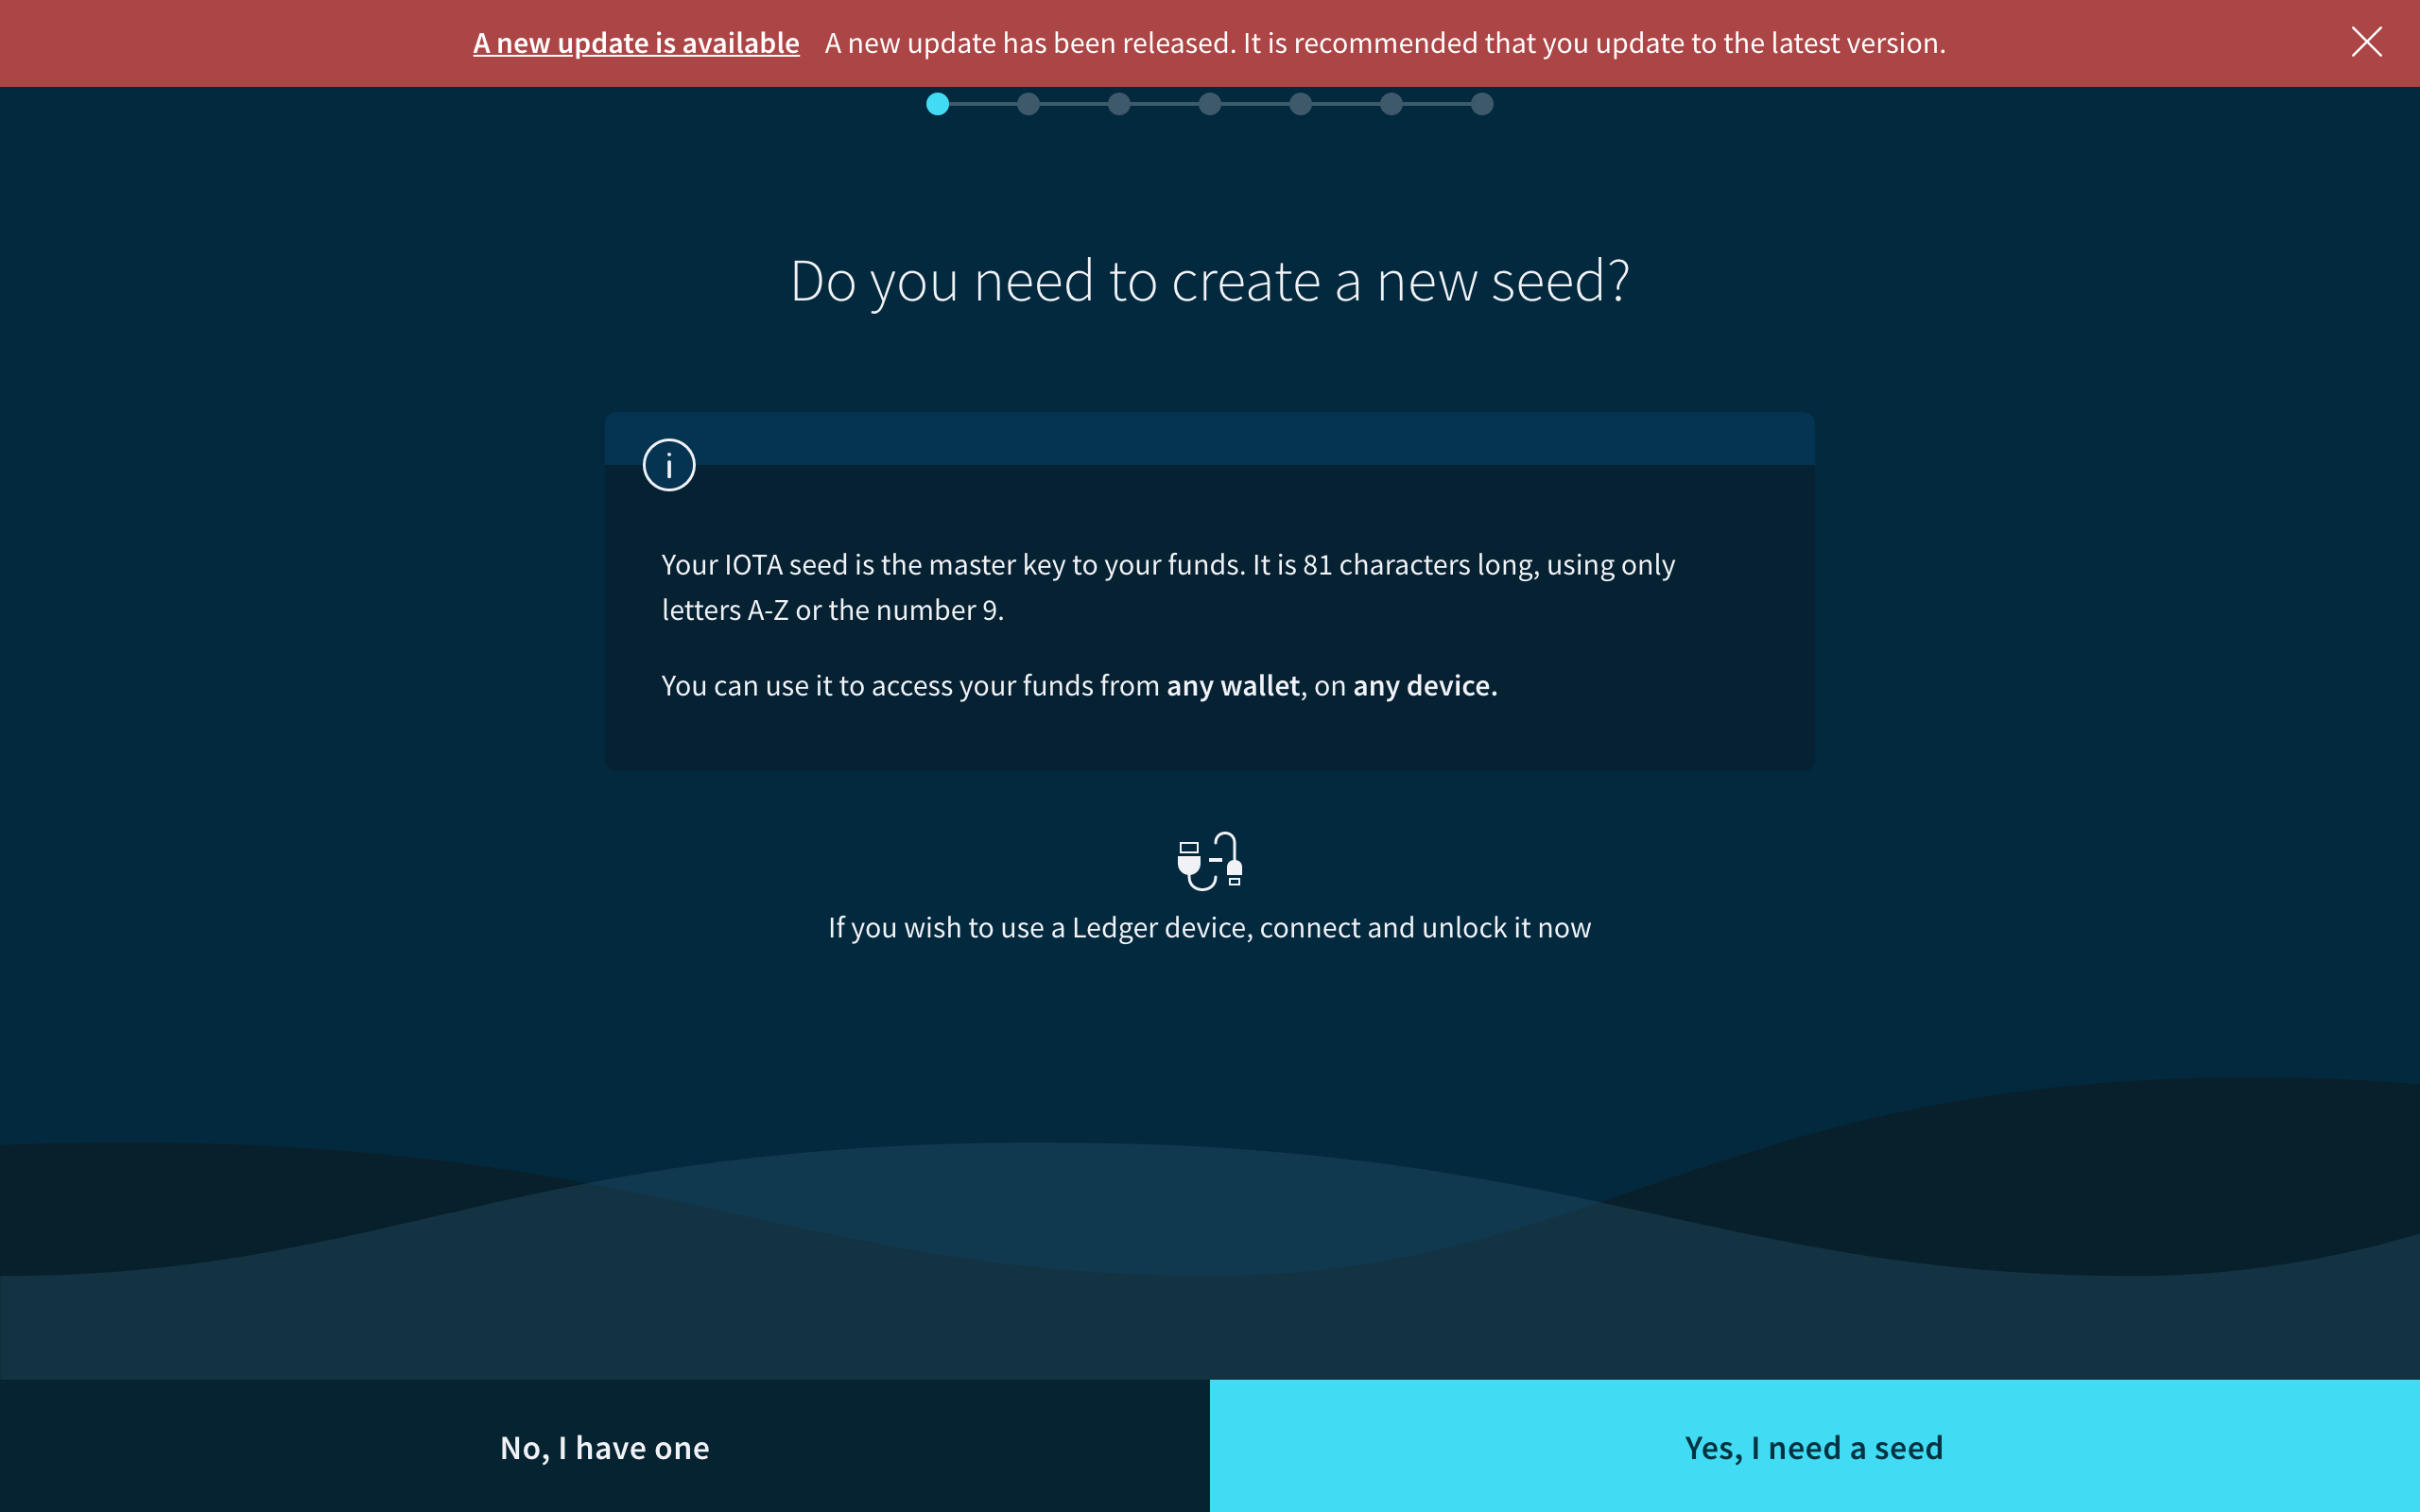 A new update is available A new update has been released. It is recommended that you update to the latest version.
Do you need to create a new seed?
Your IOTA seed is the master key to your funds. It is 81 characters long, using only
letters A-Z or the number 9.
You can use it to access your funds from any wallet, on any device.
If you wish to use a Ledger device, connect and unlock it now
No, I have one
Yes, I need a seed